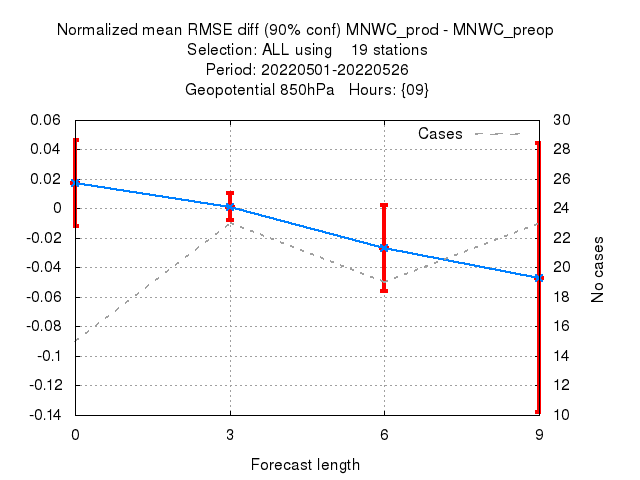 Normalized mean RMSE diff (90% conf) MNWC_prod - MNWC_preop
Selection: ALL using    19 stations
Period: 20220501-20220526
Geopotential 850hPa   Hours: {09}
Cases
0.06
0.04
0.02
0
-0.02
-0.04
-0.06
-0.08
-0.1
-0.12
-0.14
30
28
26
24
22
20
18
16
14
12
10
No cases
0 3 6 9
Forecast length